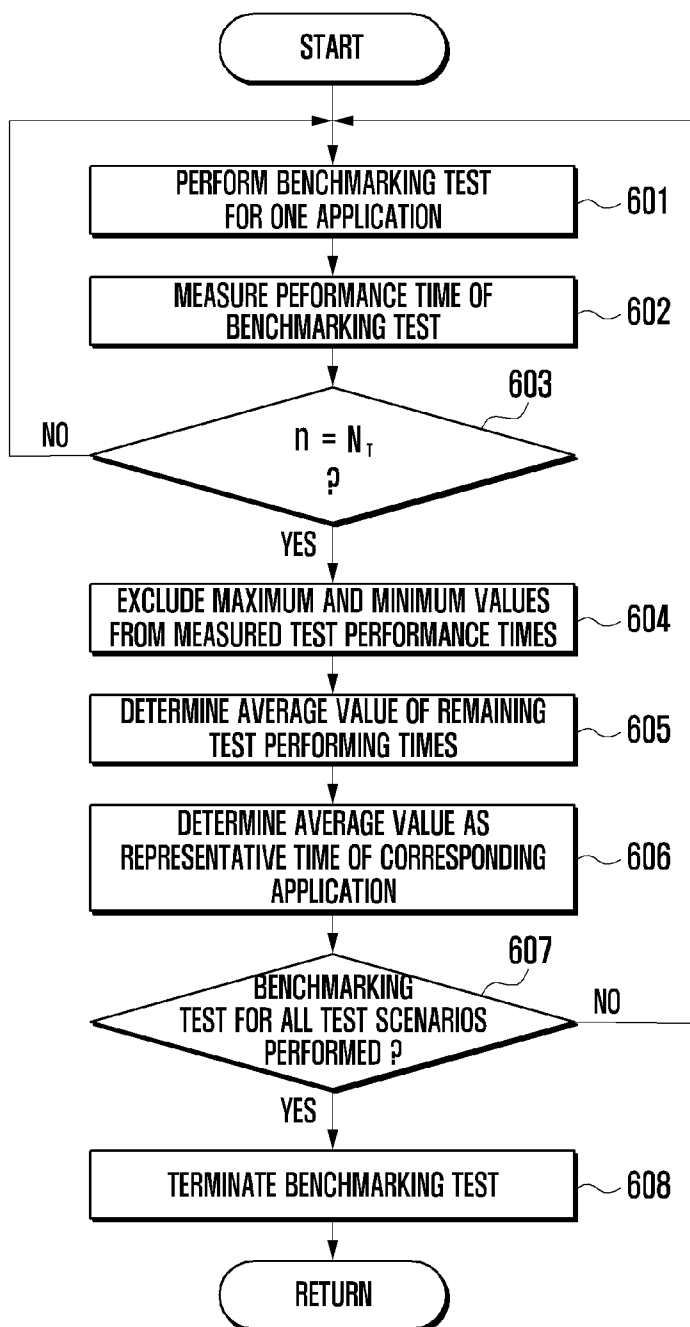 START
PERFORM BENCHMARKING TEST
FOR ONE APPLICATION
601
MEASURE PEFORMANCE TIME OF
BENCHMARKING TEST
602
603
n = N_T
?
NO
YES
EXCLUDE MAXIMUM AND MINIMUM VALUES
FROM MEASURED TEST PERFORMANCE TIMES
604
DETERMINE AVERAGE VALUE OF REMAINING
TEST PERFORMING TIMES
605
DETERMINE AVERAGE VALUE AS
REPRESENTATIVE TIME OF CORRESPONDING
APPLICATION
606
607
BENCHMARKING
TEST FOR ALL TEST SCENARIOS
PERFORMED ?
NO
YES
TERMINATE BENCHMARKING TEST
608
RETURN